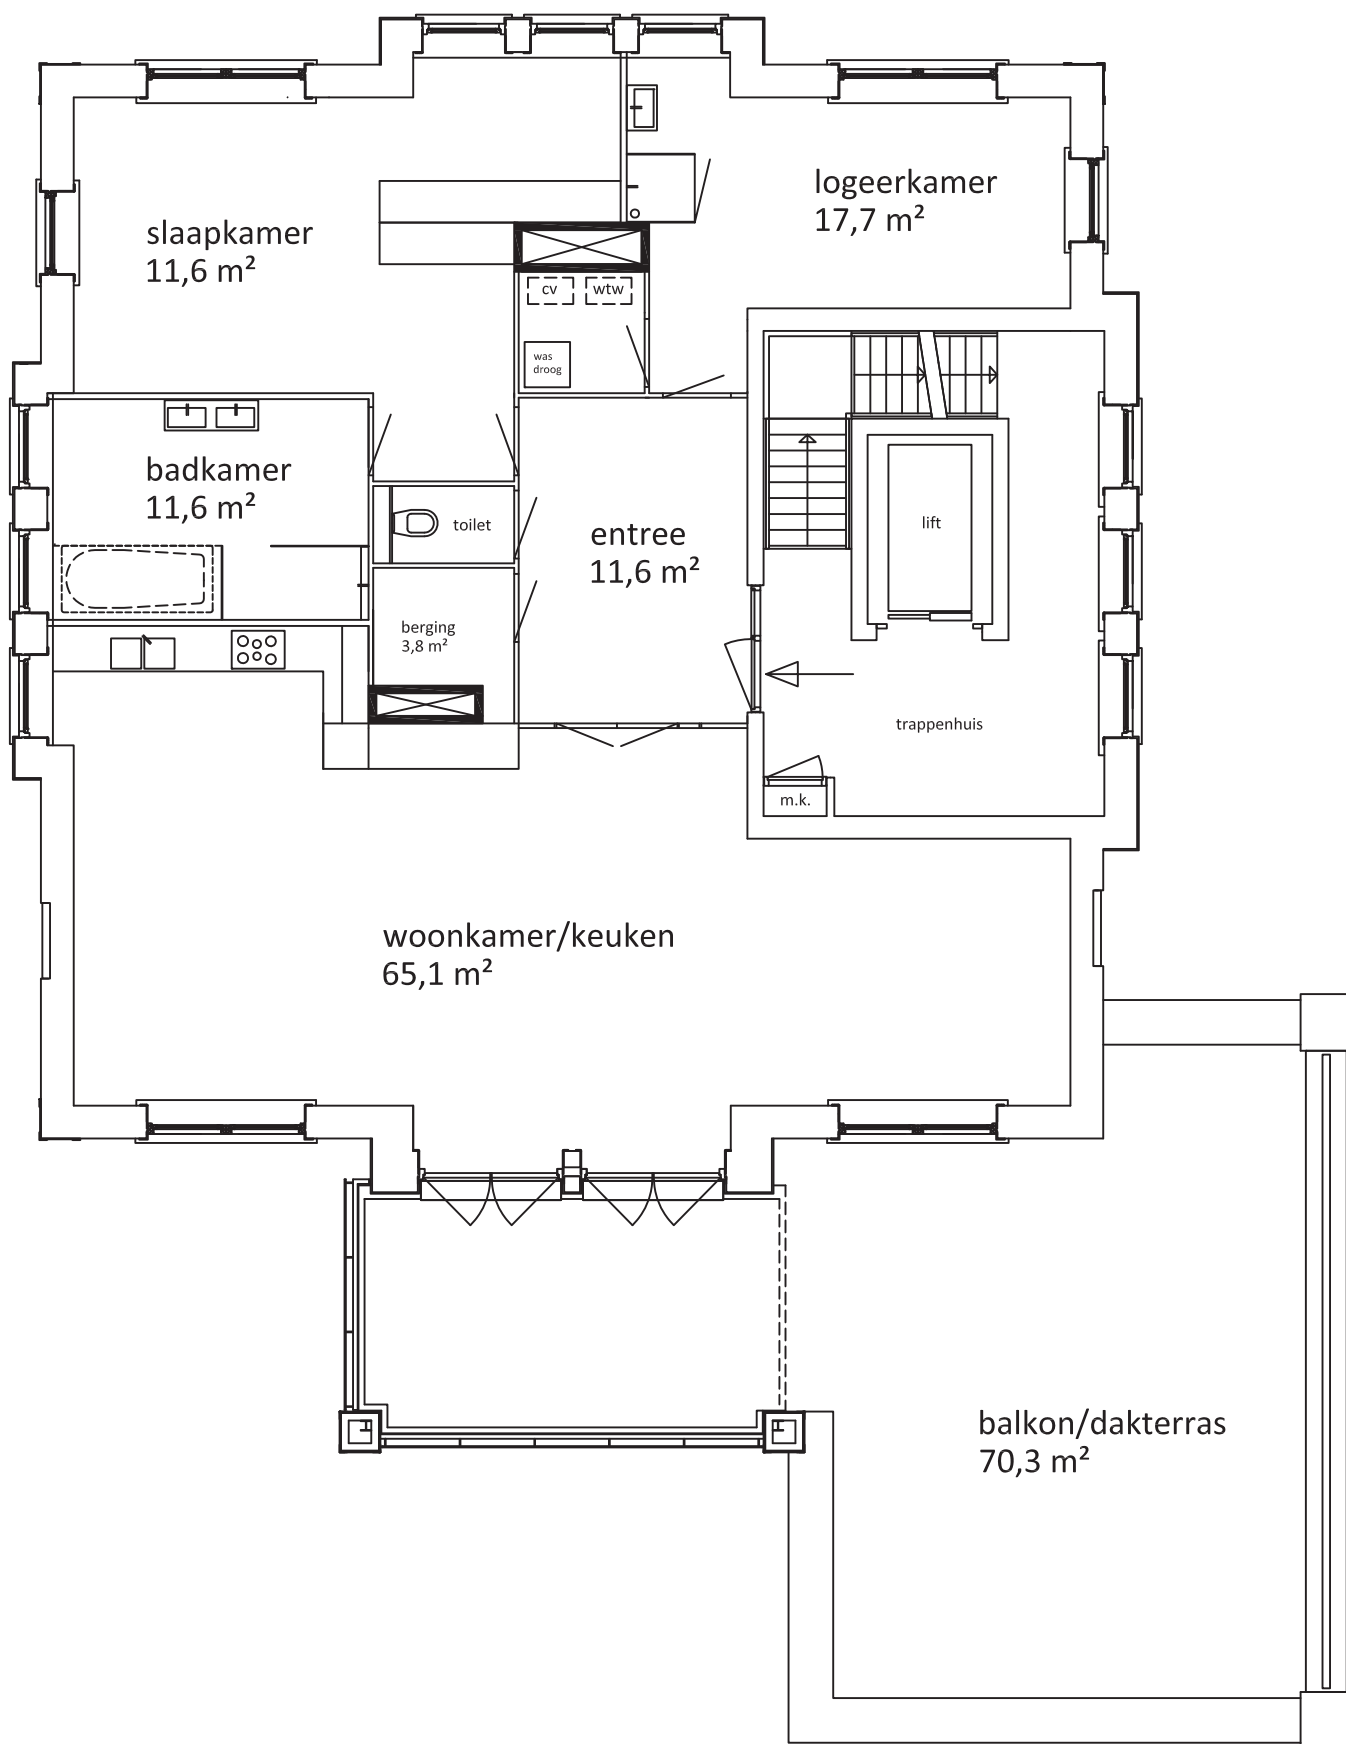 logeerkamer
17,7 m²
slaapkamer
11,6 m²
cv
wtw
was
droog
badkamer
11,6 m²
toilet
entree
11,6 m²
lift
berging
3,8 m²
trappenhuis
m.k.
woonkamer/keuken
65,1 m²
balkon/dakterras
70,3 m²